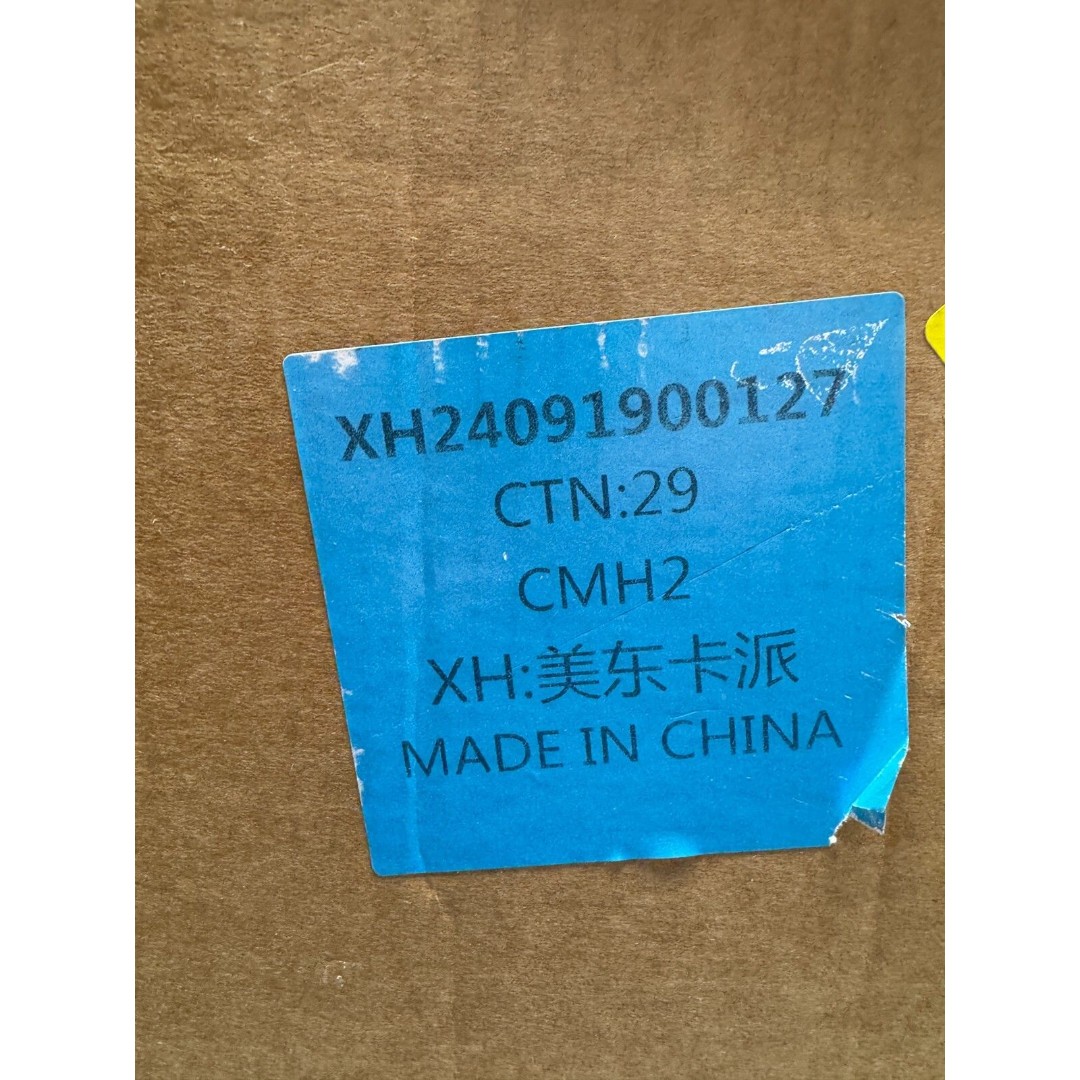 XH24091900127
CTN:29
CMH2
XH:美东卡派
MADE IN CHINA